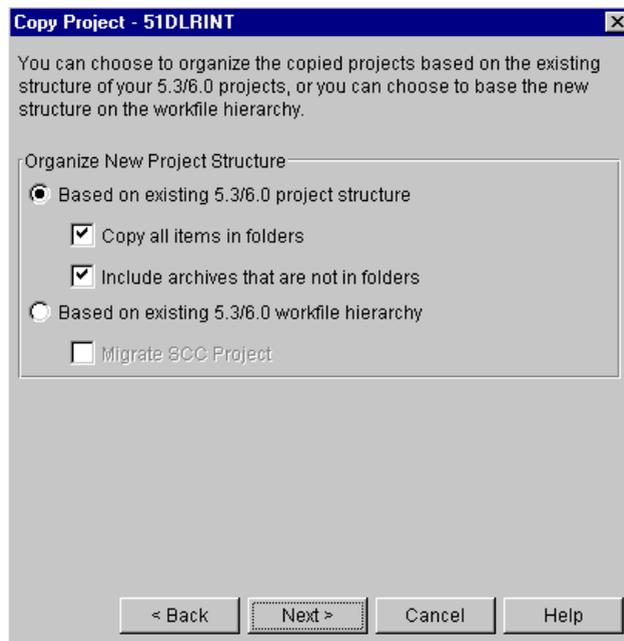 Copy Project - 51DLRINT
You can choose to organize the copied projects based on the existing
structure of your 5.3/6.0 projects, or you can choose to base the new
structure on the workfile hierarchy.
Organize New Project Structure
Based on existing 5.3/6.0 project structure
Copy all items in folders
Include archives that are not in folders
Based on existing 5.3/6.0 workfile hierarchy
Migrate SCC Project
< Back Next > Cancel Help